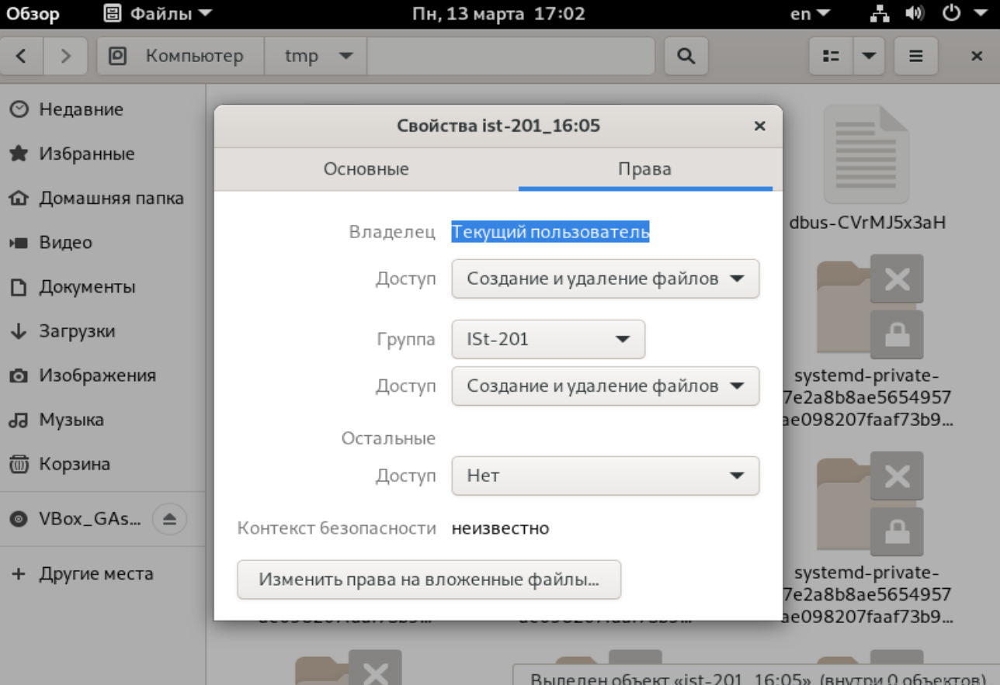 Обзор
Файлы
Пн, 13 марта 17:02
en
Компьютер
tmp
Недавние
Избранные
Домашняя папка
Видео
Документы
Загрузки
Изображения
Музыка
Корзина
VBox_GAs...
Другие места
Свойства ist-201_16:05
Основные
Права
Владелец Текущий пользователь
Доступ Создание и удаление файлов
Группа ISt-201
Доступ Создание и удаление файлов
Остальные
Доступ Нет
Контекст безопасности неизвестно
Изменить права на вложенные файлы...
dbus-CVrMJ5x3aH
systemd-private-
7e2a8b8ae5654957
ae098207faaf73b9...
systemd-private-
7e2a8b8ae5654957
ae098207faaf73b9...
Выделен объект «ist-201_16:05» (внутри 0 объектов)